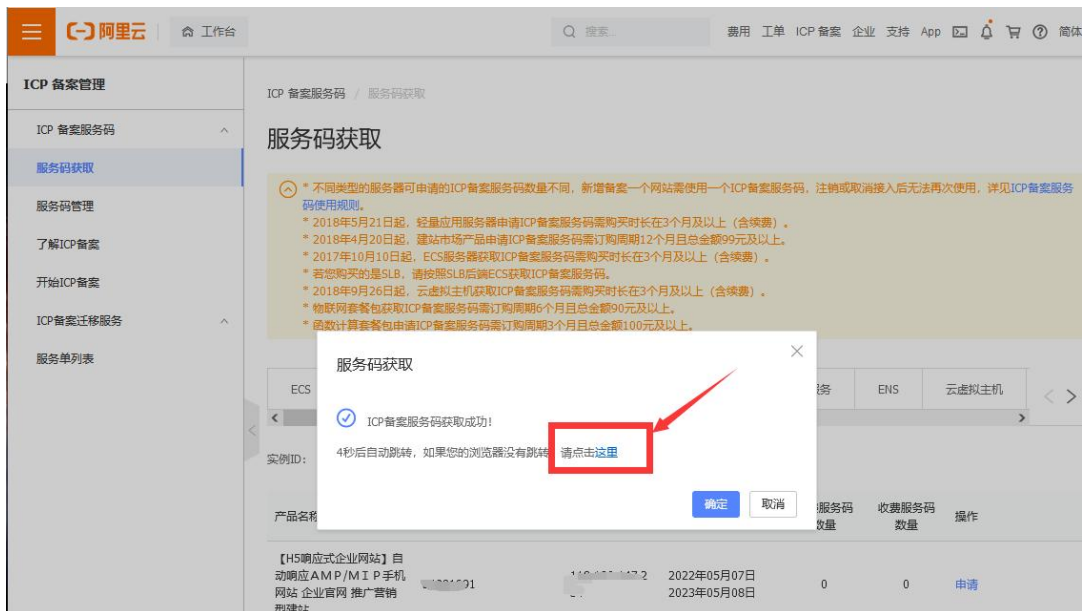 阿里云
工作台
搜索...
费用 工单 ICP 备案 企业 支持 App 简体
ICP 备案管理
ICP 备案服务码
服务码获取
服务码管理
了解ICP备案
开始ICP备案
ICP备案迁移服务
服务单列表
ICP 备案服务码 / 服务码获取
服务码获取
* 不同类型的服务器可申请的ICP备案服务码数量不同，新增备案一个网站需使用一个ICP备案服务码，注销或取消接入后无法再次使用，详见ICP备案服务
码使用规则。
* 2018年5月21日起，轻量应用服务器申请ICP备案服务码需购买时长在3个月及以上（含续费）。
* 2018年4月20日起，建站市场产品申请ICP备案服务码需订购周期12个月且总金额99元及以上。
* 2017年10月10日起，ECS服务器获取ICP备案服务码需购买时长在3个月及以上（含续费）。
* 若您购买的是SLB，请按照SLB后端ECS获取ICP备案服务码。
* 2018年9月26日起，云虚拟主机获取ICP备案服务码需购买时长在3个月及以上（含续费）。
* 物联网套餐包获取ICP备案服务码需订购周期6个月且总金额90元及以上。
* 函数计算套餐包申请ICP备案服务码需订购周期3个月且总金额100元及以上。
服务码获取
ICP备案服务码获取成功!
4秒后自动跳转，如果您的浏览器没有跳转 请点击这里
确定 取消
ECS 务 ENS 云虚拟主机
实例ID:
产品名称 服务码 收费服务码 操作
数量 数量
【H5响应式企业网站】自
动响应AMP/MIP手机
网站 企业官网 推广营销
型建站
2022年05月07日
2023年05月08日
0 0 申请